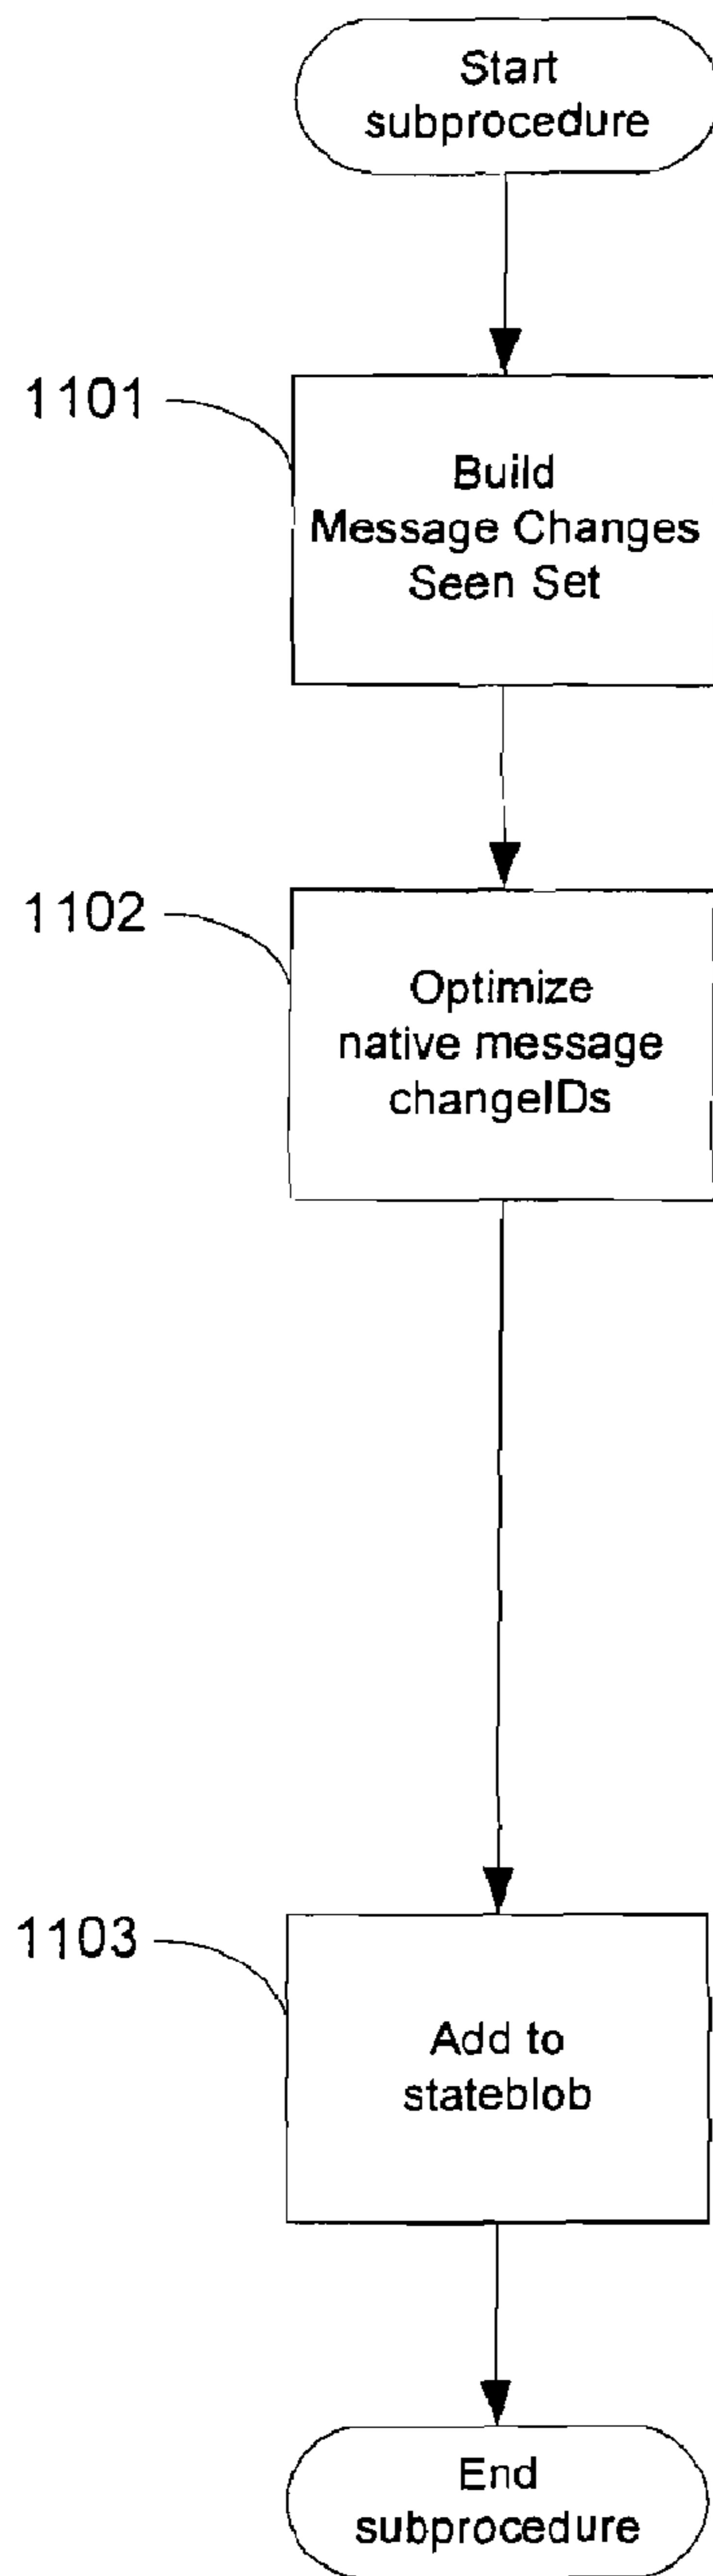 Start
subprocedure
1101
Build
Message Changes
Seen Set
1102
Optimize
native message
changeIDs
1103
Add to
stateblob
End
subprocedure